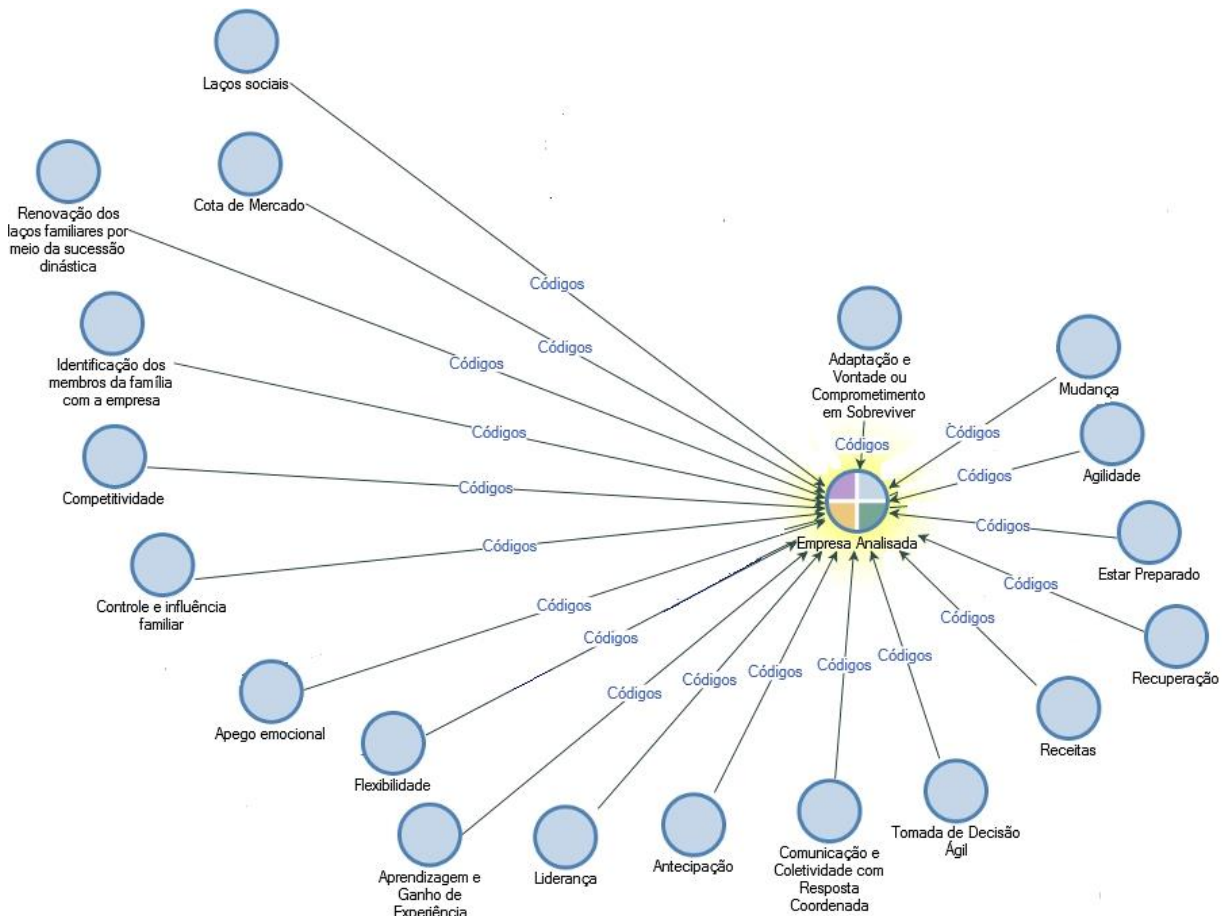 Laços sociais
Cota de Mercado
Renovação dos
laços familiares por
meio da sucessão
dinástica
Códigos
Identificação dos
membros da família
com a empresa
Códigos
Códigos
Adaptação e
Vontade ou
Comprometimento
em Sobreviver
Mudança
Códigos
Códigos
Códigos
Competitividade
Códigos
Códigos
Agilidade
Empresa Analisada
Códigos
Estar Preparado
Controle e influência
familiar
Códigos
Códigos
Códigos
Códigos
Códigos
Códigos
Códigos
Códigos
Códigos
Códigos
Códigos
Recuperação
Apego emocional
Receitas
Flexibilidade
Aprendizagem e
Ganho de
Experiência
Liderança
Antecipação
Comunicação e
Coletividade com
Resposta
Coordenada
Tomada de Decisão
Ágil